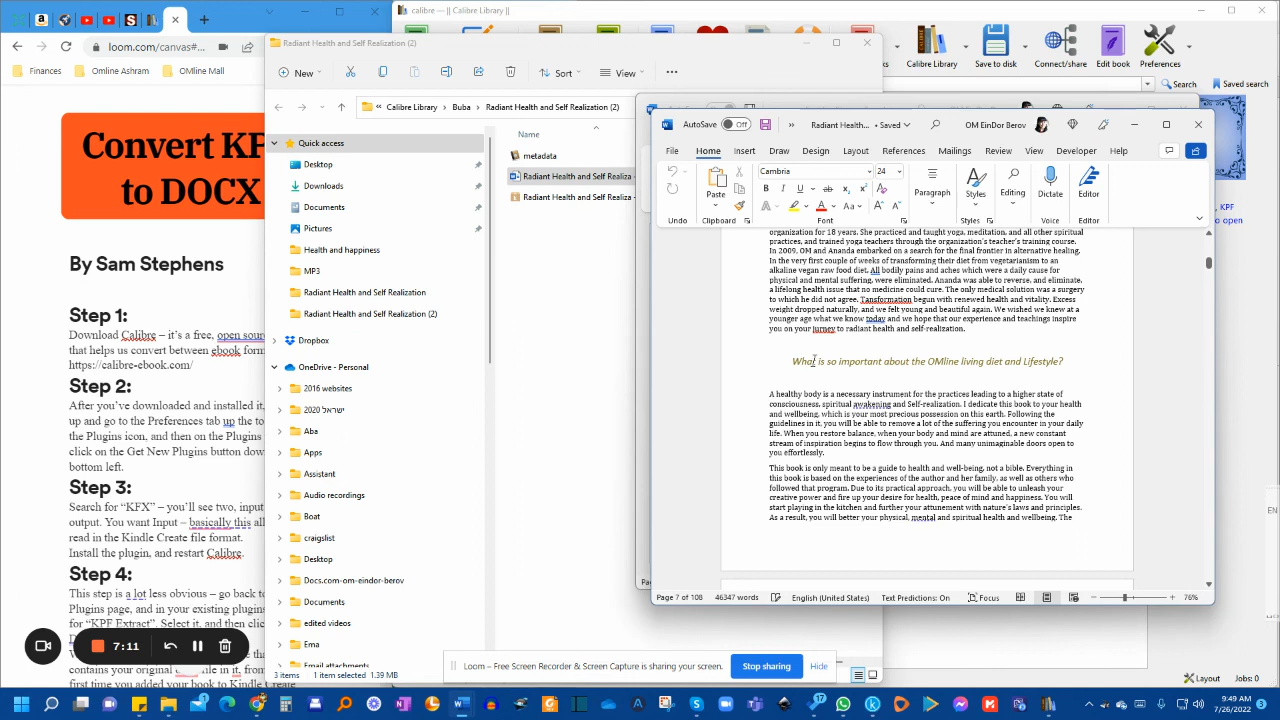 calibre — || Calibre Library ||
loom.com/canvas#...
Finances
Omline Ashram
OMline Mall
Convert KP
to DOCX
By Sam Stephens
Step 1:
Download Calibre – it's a free, open sourc
that helps us convert between ebook form
https://calibre-ebook.com/
Step 2:
After you've downloaded and installed it,
up and go to the Preferences tab up the to
the Plugins icon, and then on the Plugins
click on the Get New Plugins button down
bottom left.
Step 3:
Search for "KFX" – you'll see two, input
output. You want Input – basically this all
read in the Kindle Create file format.
Install the plugin, and restart Calibre.
Step 4:
This step is a lot less obvious – go back to
Plugins page, and in your existing plugins
for "KPF Extract". Select it, and then clic
7:11
contains your original file in it, from
first time you added your book to Kindle Create
Radiant Health and Self Realization (2)
New
Sort
View
Calibre Library
Buba
Radiant Health and Self Realization (2)
Quick access
Desktop
Downloads
Documents
Pictures
Health and happiness
MP3
Radiant Health and Self Realization
Radiant Health and Self Realization (2)
Dropbox
OneDrive - Personal
2016 websites
2020 ישראל
Aba
Apps
Assistant
Audio recordings
Boat
craigslist
Desktop
Docs.com-om-eindor-berov
Documents
edited videos
Ema
Email attachments
3 items
1 item selected 1.39 MB
Name
metadata
Radiant Health and Self Realiza
Radiant Health and Self Realiza
Calibre Library
Save to disk
Connect/share
Edit book
Preferences
Search
Saved search
KPF
to open
AutoSave
Off
Radiant Health... • Saved
OM EinDor Berov
File
Home
Insert
Draw
Design
Layout
References
Mailings
Review
View
Developer
Help
Paste
Undo
Clipboard
Cambria
24
Font
Paragraph
Styles
Styles
Editing
Dictate
Voice
Editor
Editor
organization for 18 years. She practiced and taught yoga, meditation, and all other spiritual
practices, and trained yoga teachers through the organization's teacher's training course.
In 2009, OM and Ananda embarked on a search for the final frontier in alternative healing.
In the very first couple of weeks of transforming their diet from vegetarianism to an
alkaline vegan raw food diet. All bodily pains and aches which were a daily cause for
physical and mental suffering, were eliminated. Ananda was able to reverse, and eliminate,
a lifelong health issue that no medicine could cure. The only medical solution was a surgery
to which he did not agree. Tansformation begun with renewed health and vitality. Excess
weight dropped naturally, and we felt young and beautiful again. We wished we knew at a
younger age what we know today and we hope that our experience and teachings inspire
you on your jurney to radiant health and self-realization.
What is so important about the OMline living diet and Lifestyle?
A healthy body is a necessary instrument for the practices leading to a higher state of
consciousness, spiritual awakening and Self-realization. I dedicate this book to your health
and wellbeing, which is your most precious possession on this earth. Following the
guidelines in it, you will be able to remove a lot of the suffering you encounter in your daily
life. When you restore balance, when your body and mind are attuned, a new constant
stream of inspiration begins to flow through you. And many unimaginable doors open to
you effortlessly.
This book is only meant to be a guide to health and well-being, not a bible. Everything in
this book is based on the experiences of the author and her family, as well as others who
followed that program. Due to its practical approach, you will be able to unleash your
creative power and fire up your desire for health, peace of mind and happiness. You will
start playing in the kitchen and further your attunement with nature's laws and principles.
As a result, you will better your physical, mental and spiritual health and wellbeing. The
Page 7 of 108
46347 words
English (United States)
Text Predictions: On
Focus
76%
EN
Loom – Free Screen Recorder & Screen Capture is sharing your screen.
Stop sharing
Hide
Layout
Jobs: 0
9:49 AM
7/26/2022